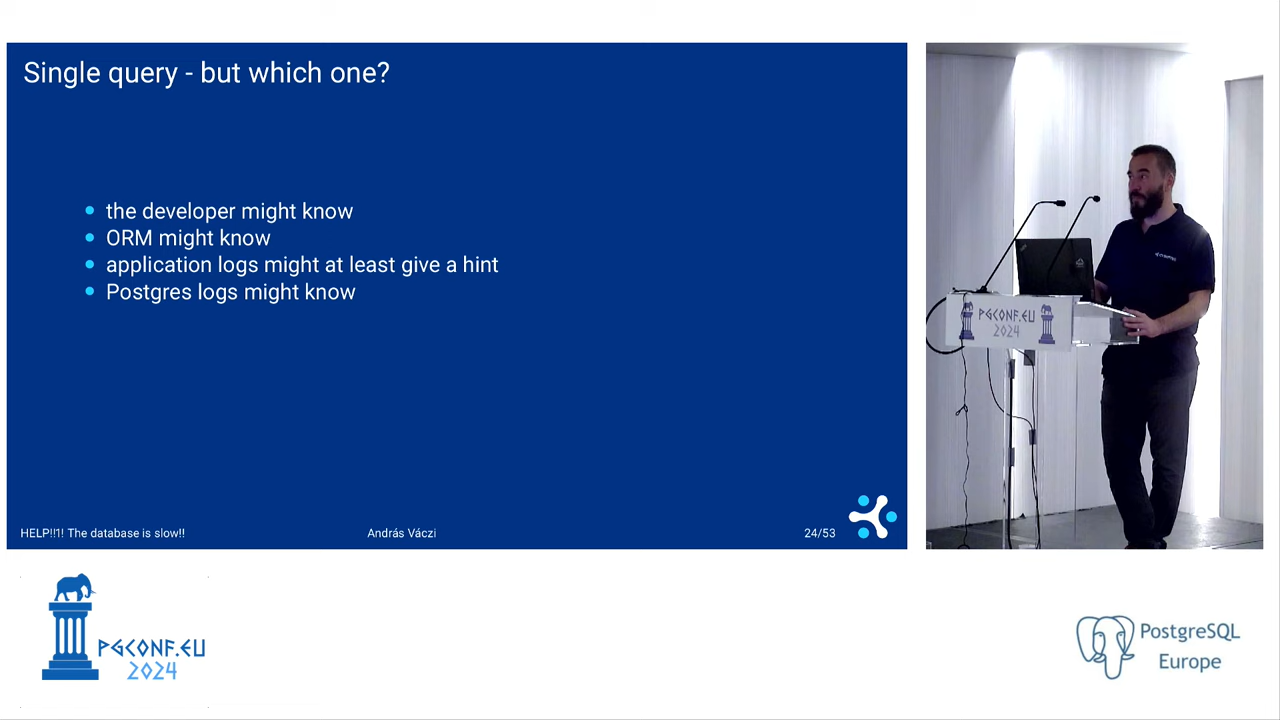 Single query - but which one?
the developer might know
ORM might know
application logs might at least give a hint
Postgres logs might know
HELP!!1! The database is slow!!
András Váczi
24/53
PGCONF.EU
2024
PGCONF.EU
2024
PostgreSQL
Europe